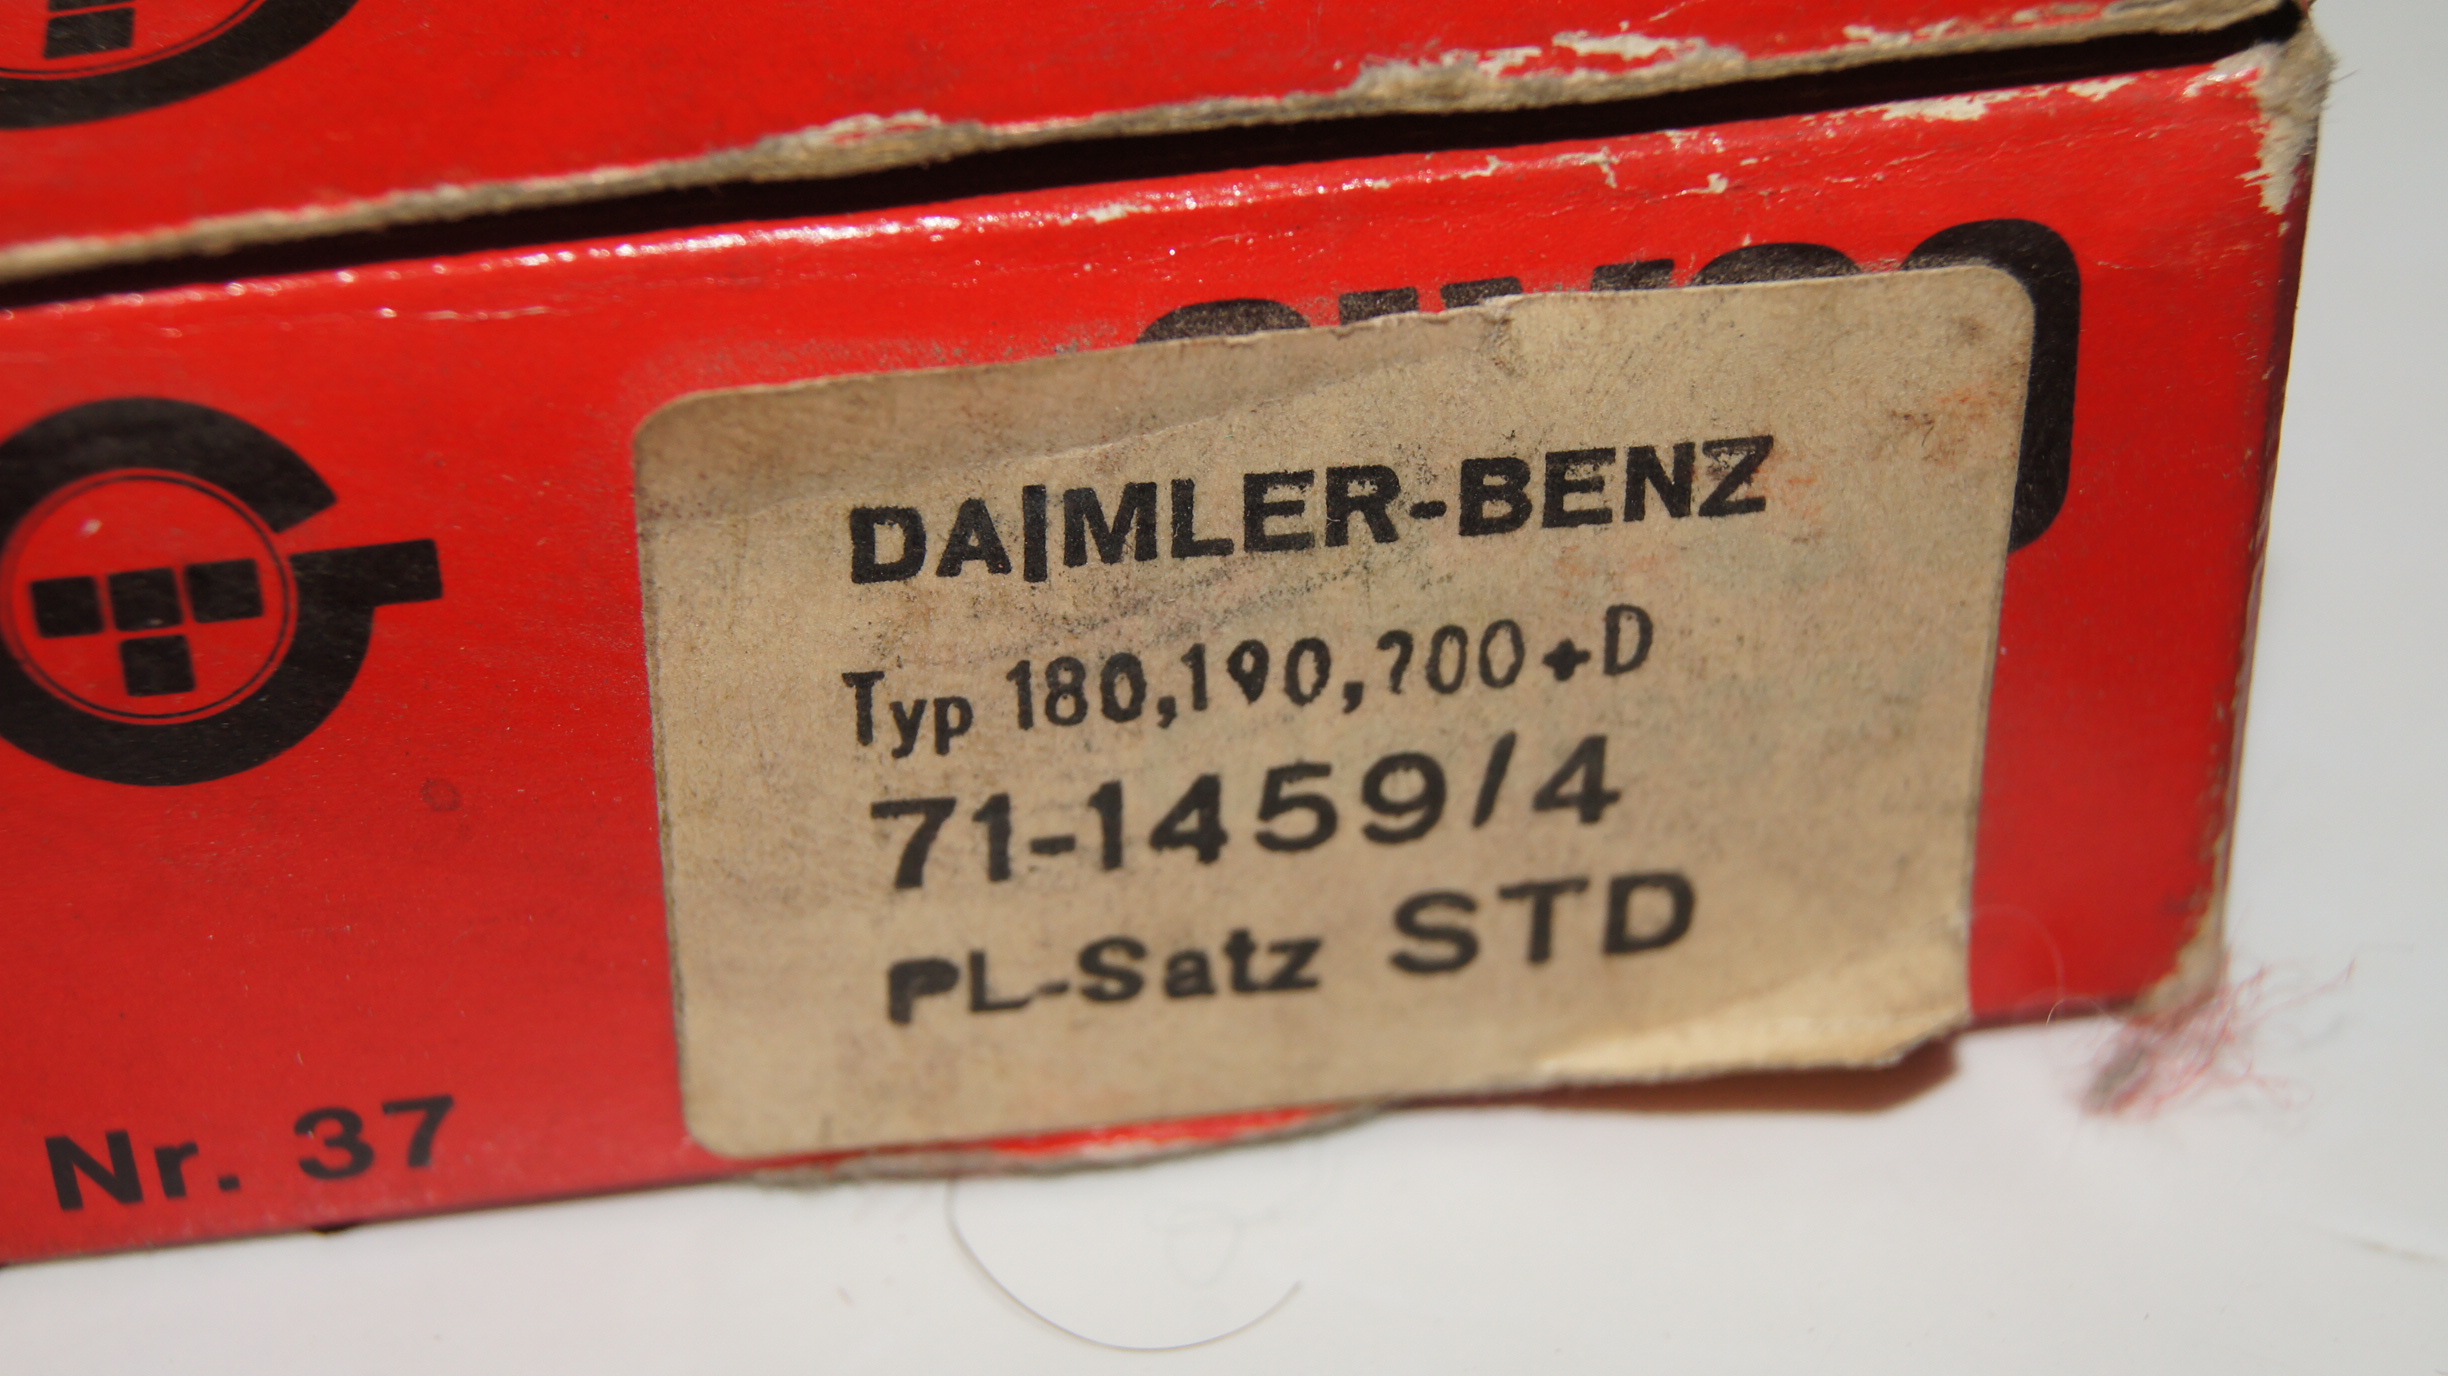 DAIMLER-BENZ
Typ 180,190,200+D
71-1459/4
PL-Satz STD
Nr. 37